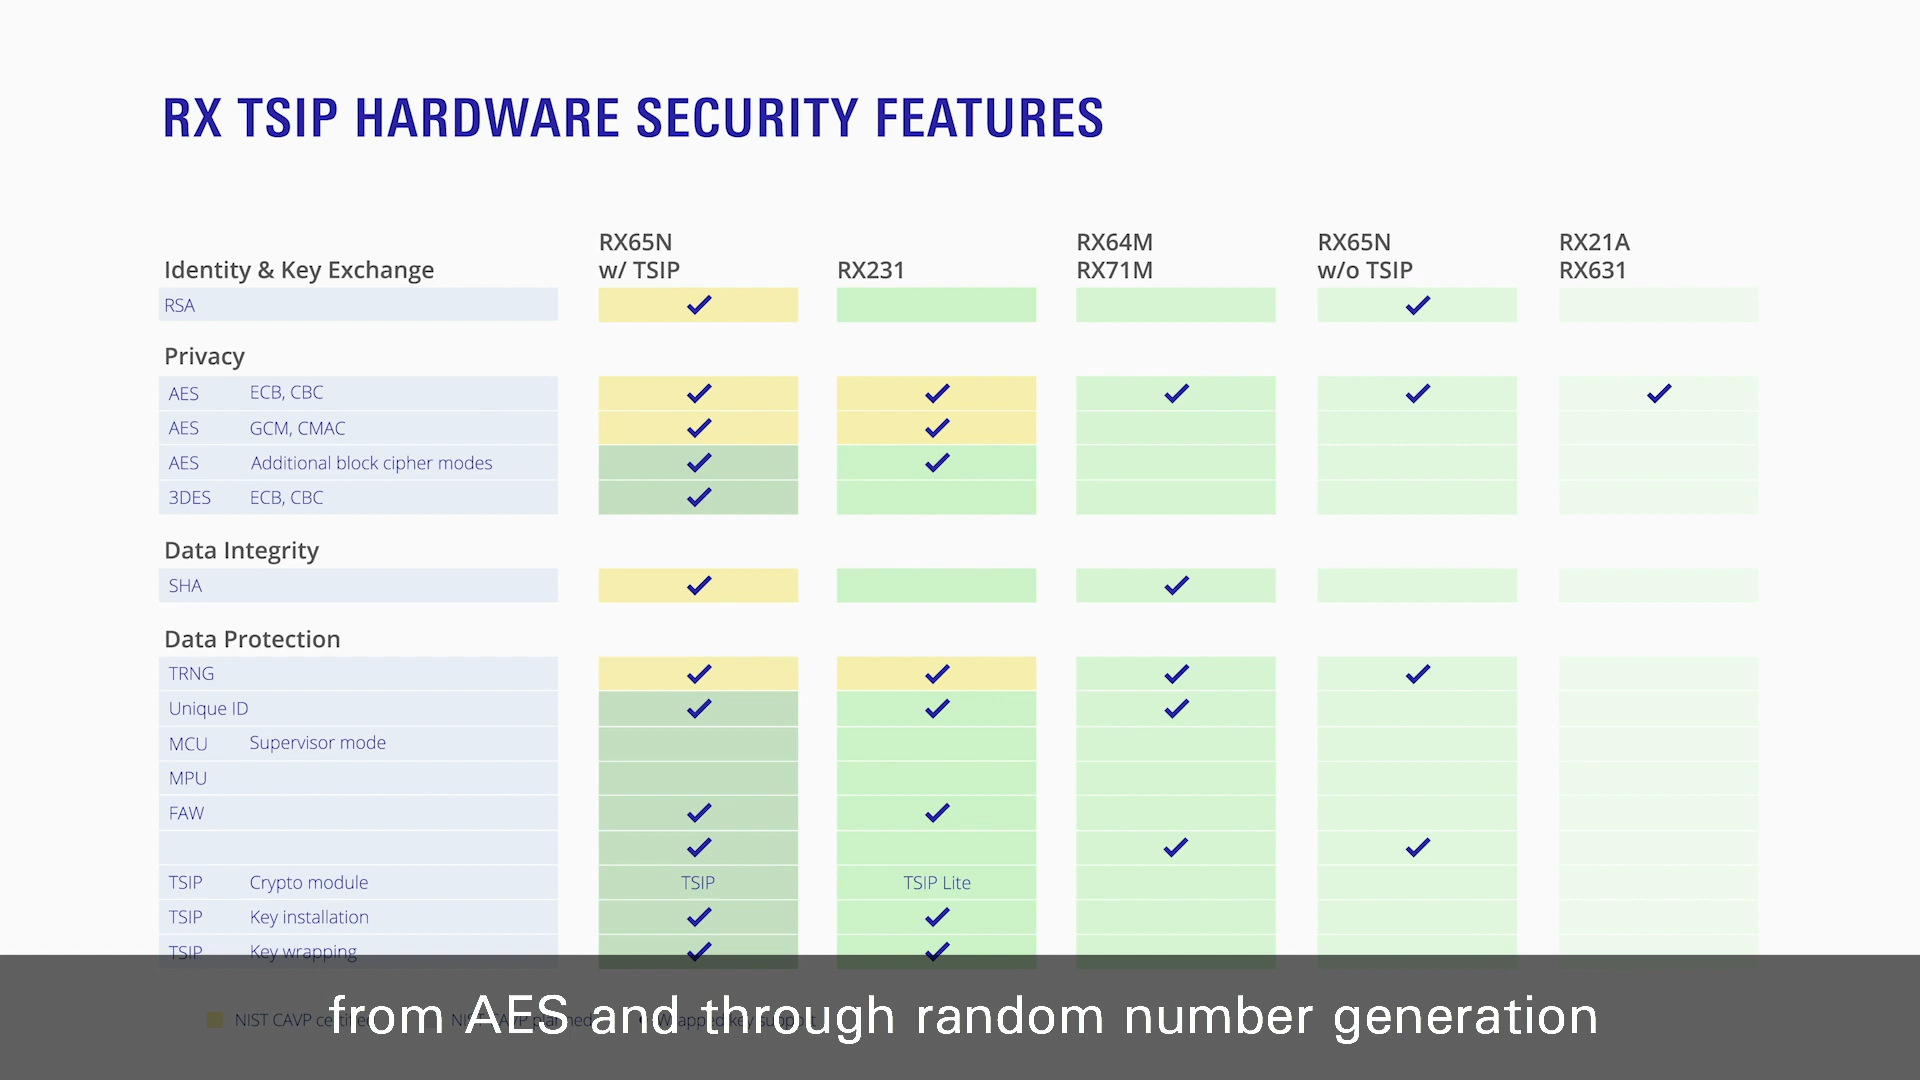 RX TSIP HARDWARE SECURITY FEATURES
Identity & Key Exchange RX65N w/ TSIP RX231 RX64M RX71M RX65N w/o TSIP RX21A RX631
RSA
Privacy
AES ECB, CBC
AES GCM, CMAC
AES Additional block cipher modes
3DES ECB, CBC
Data Integrity
SHA
Data Protection
TRNG
Unique ID
MCU Supervisor mode
MPU
FAW
TSIP Crypto module TSIP TSIP Lite
TSIP Key installation
TSIP Key wrapping
NIST CAVP
from AES and through random number generation